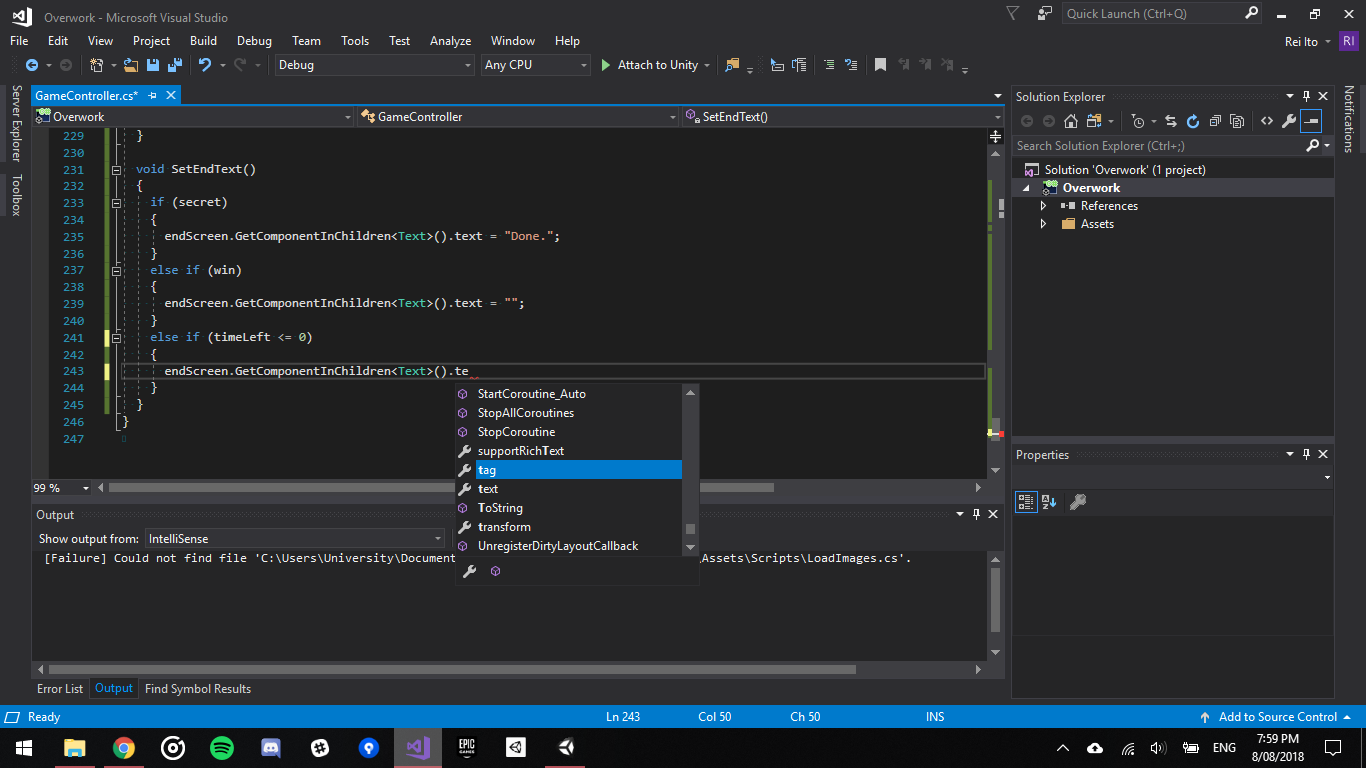 Overwork - Microsoft Visual Studio
Quick Launch (Ctrl+Q)
File Edit View Project Build Debug Team Tools Test Analyze Window Help
Rei Ito RI
Debug Any CPU Attach to Unity
Server Explorer
Toolbox
GameController.cs*
Overwork GameController SetEndText()
229 }
230
231 void SetEndText()
232 {
233 if (secret)
234 {
235 endScreen.GetComponentInChildren<Text>().text = "Done.";
236 }
237 else if (win)
238 {
239 endScreen.GetComponentInChildren<Text>().text = "";
240 }
241 else if (timeLeft <= 0)
242 {
243 endScreen.GetComponentInChildren<Text>().te
244 }
245 }
246 }
247
StartCoroutine_Auto
StopAllCoroutines
StopCoroutine
supportRichText
tag
text
ToString
transform
UnregisterDirtyLayoutCallback
99 %
Output
Show output from: IntelliSense
[Failure] Could not find file 'C:\Users\University\Document \Assets\Scripts\LoadImages.cs'.
Error List Output Find Symbol Results
Solution Explorer
Search Solution Explorer (Ctrl+;)
Solution 'Overwork' (1 project)
Overwork
References
Assets
Properties
Notifications
Ready Ln 243 Col 50 Ch 50 INS Add to Source Control
EPIC
GAMES
ENG
7:59 PM
8/08/2018